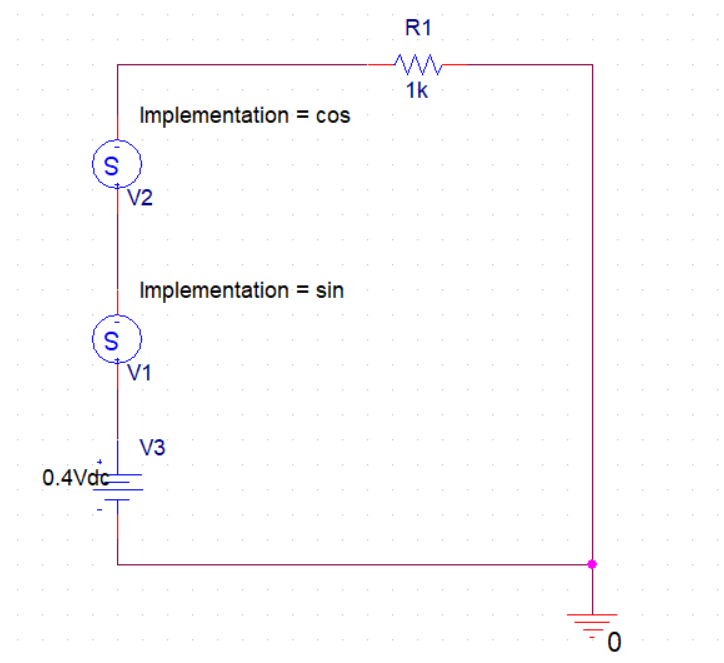 R1
1k
Implementation = cos
S
V2
Implementation = sin
S
V1
V3
0.4Vdc
0